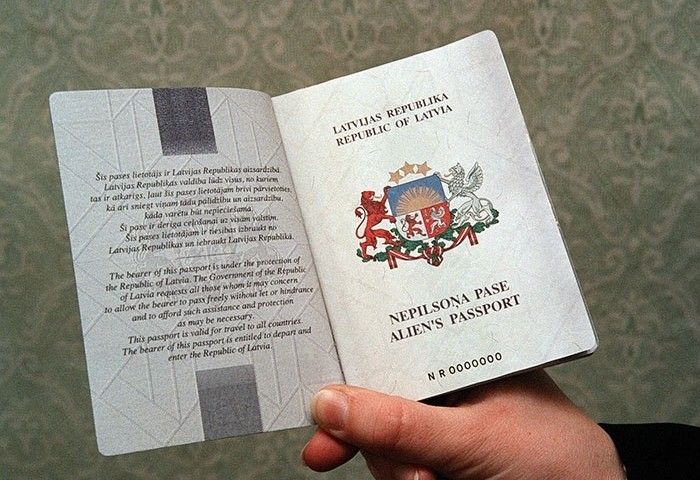 Šis pases lietotājs ir Latvijas Republikas aizsardzībā.
Latvijas Republikas valdība lūdz visus, no kuriem
tas ir atkarīgs, ļaut šīs pases lietotājam brīvi pārvietoties,
kā arī sniegt viņam tādu palīdzību un aizsardzību,
kāda varētu būt nepieciešama.
Šī pase ir derīga ceļošanai uz visām valstīm.
Šīs pases lietotājam ir tiesības izbraukt no
Latvijas Republikas un iebraukt Latvijas Republikā.
The bearer of this passport is under the protection of
the Republic of Latvia. The Government of the Republic
of Latvia requests all those whom it may concern
to allow the bearer to pass freely without let or hindrance
and to afford such assistance and protection
as may be necessary.
This passport is valid for travel to all countries.
The bearer of this passport is entitled to depart and
enter the Republic of Latvia.
LATVIJAS REPUBLIKA
REPUBLIC OF LATVIA
NEPILSOŅA PASE
ALIEN'S PASSPORT
NR0000000